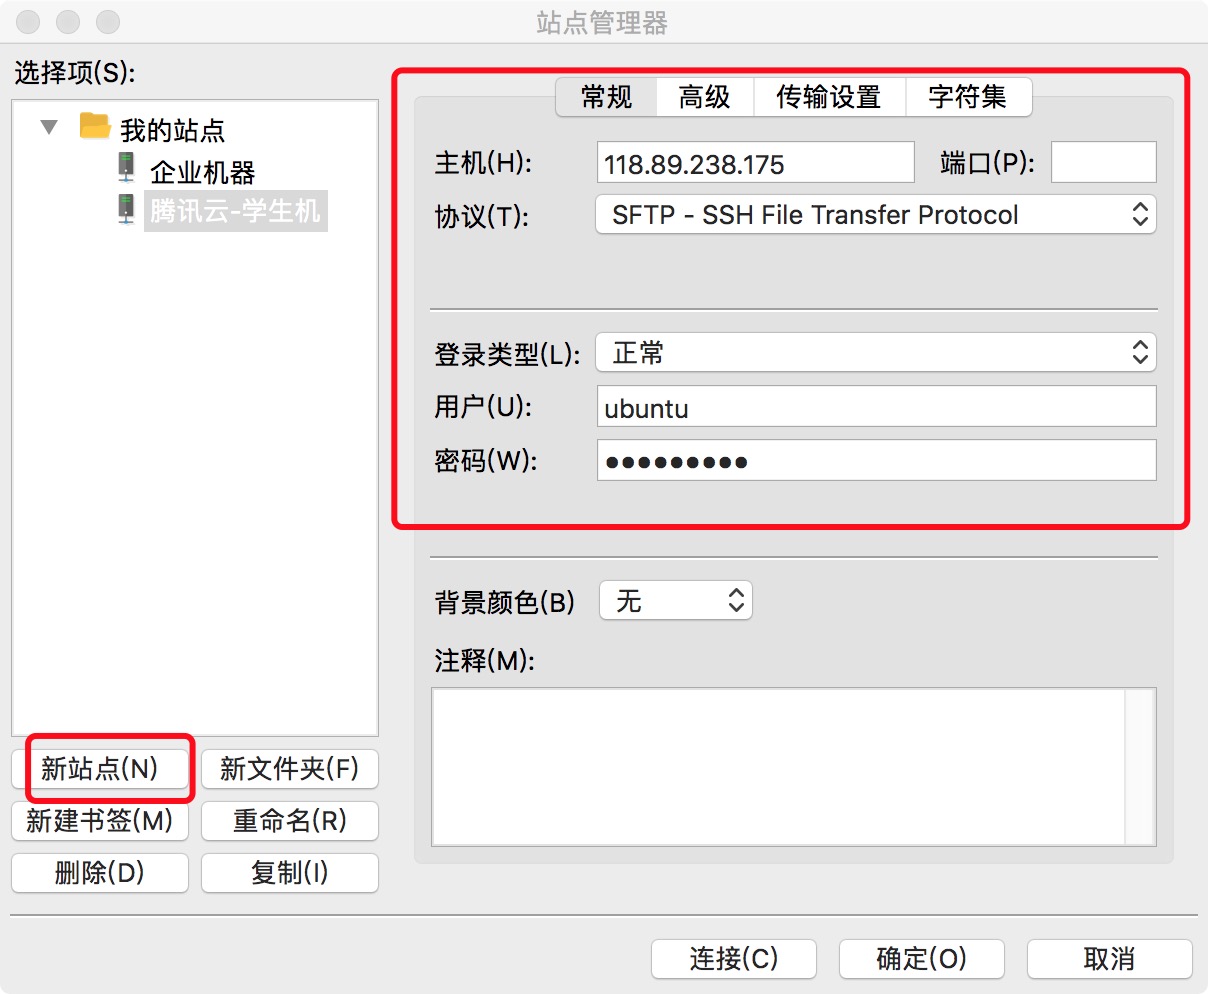 站点管理器
选择项(S):
我的站点
企业机器
腾讯云-学生机
新站点(N)
新文件夹(F)
新建书签(M)
重命名(R)
删除(D)
复制(I)
常规 高级 传输设置 字符集
主机(H): 118.89.238.175 端口(P):
协议(T): SFTP - SSH File Transfer Protocol
登录类型(L): 正常
用户(U): ubuntu
密码(W): ●●●●●●●●●
背景颜色(B) 无
注释(M):
连接(C) 确定(O) 取消